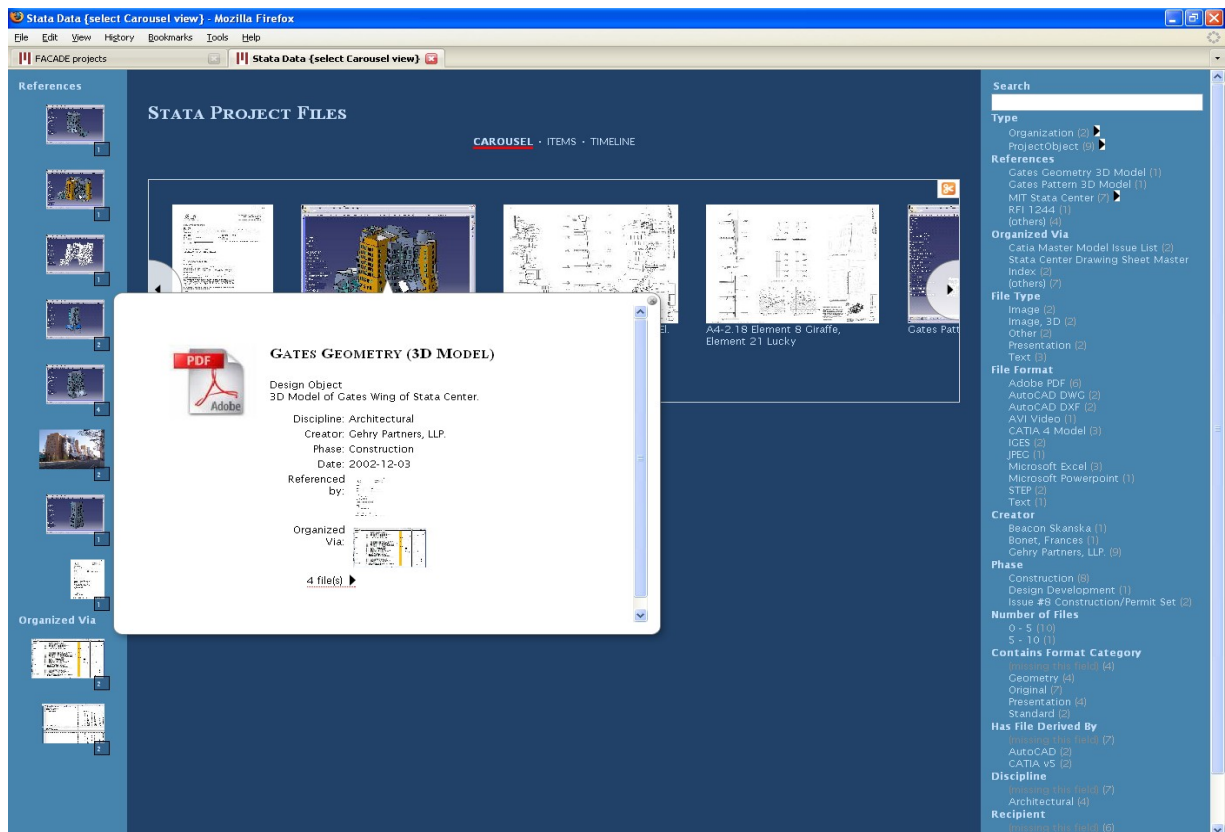 Stata Data {select Carousel view} - Mozilla Firefox
File Edit View History Bookmarks Tools Help
FACADE projects
Stata Data {select Carousel view}
References
1
1
1
2
4
2
1
1
Organized Via
2
2
STATA PROJECT FILES
CAROUSEL · ITEMS · TIMELINE
El.
A4-2.18 Element 8 Giraffe,
Element 21 Lucky
Gates Patt
PDF
Adobe
GATES GEOMETRY (3D MODEL)
Design Object
3D Model of Gates Wing of Stata Center.
Discipline: Architectural
Creator: Gehry Partners, LLP.
Phase: Construction
Date: 2002-12-03
Referenced
by:
Organized
Via:
4 file(s)
Search
Type
Organization (2)
ProjectObject (9)
References
Gates Geometry 3D Model (1)
Gates Pattern 3D Model (1)
MIT Stata Center (7)
RFI 1244 (1)
(others) (4)
Organized Via
Catia Master Model Issue List (2)
Stata Center Drawing Sheet Master
Index (2)
(others) (7)
File Type
Image (2)
Image, 3D (2)
Other (2)
Presentation (2)
Text (3)
File Format
Adobe PDF (6)
AutoCAD DWG (2)
AutoCAD DXF (2)
AVI Video (1)
CATIA 4 Model (3)
IGES (2)
JPEG (1)
Microsoft Excel (3)
Microsoft Powerpoint (1)
STEP (2)
Text (1)
Creator
Beacon Skanska (1)
Bonet, Frances (1)
Gehry Partners, LLP. (9)
Phase
Construction (8)
Design Development (1)
Issue #8 Construction/Permit Set (2)
Number of Files
0 - 5 (10)
5 - 10 (1)
Contains Format Category
(missing this field) (4)
Geometry (4)
Original (7)
Presentation (4)
Standard (2)
Has File Derived By
(missing this field) (7)
AutoCAD (2)
CATIA v5 (2)
Discipline
(missing this field) (7)
Architectural (4)
Recipient
(missing this field) (6)